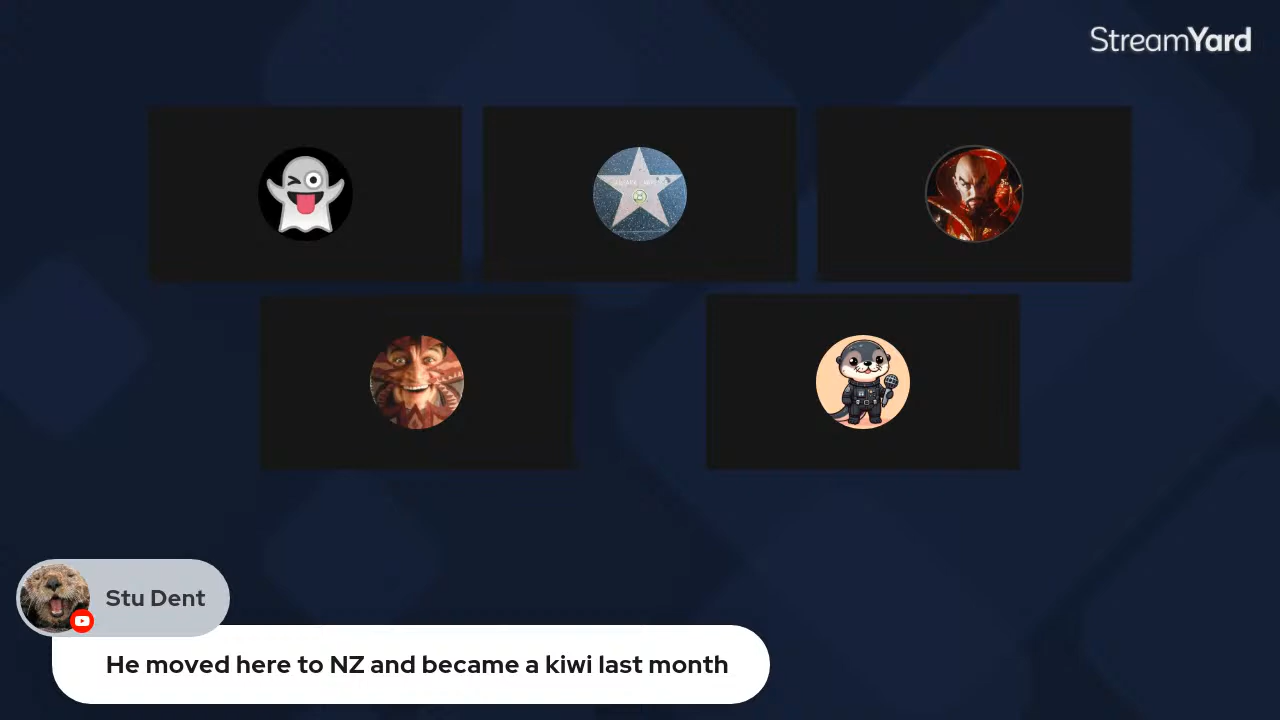 StreamYard
Stu Dent
He moved here to NZ and became a kiwi last month